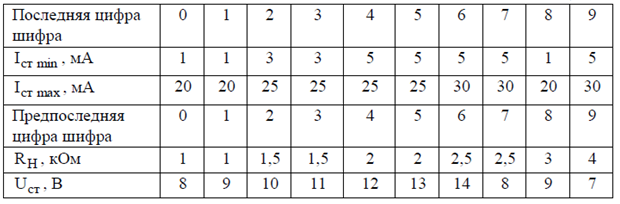 Последняя цифра шифра 0 1 2 3 4 5 6 7 8 9
Iст min , мА 1 1 3 3 5 5 5 5 1 5
Iст max , мА 20 20 25 25 25 25 30 30 20 30
Предпоследняя цифра шифра 0 1 2 3 4 5 6 7 8 9
RН , кОм 1 1 1,5 1,5 2 2 2,5 2,5 3 4
Uст , В 8 9 10 11 12 13 14 8 9 7